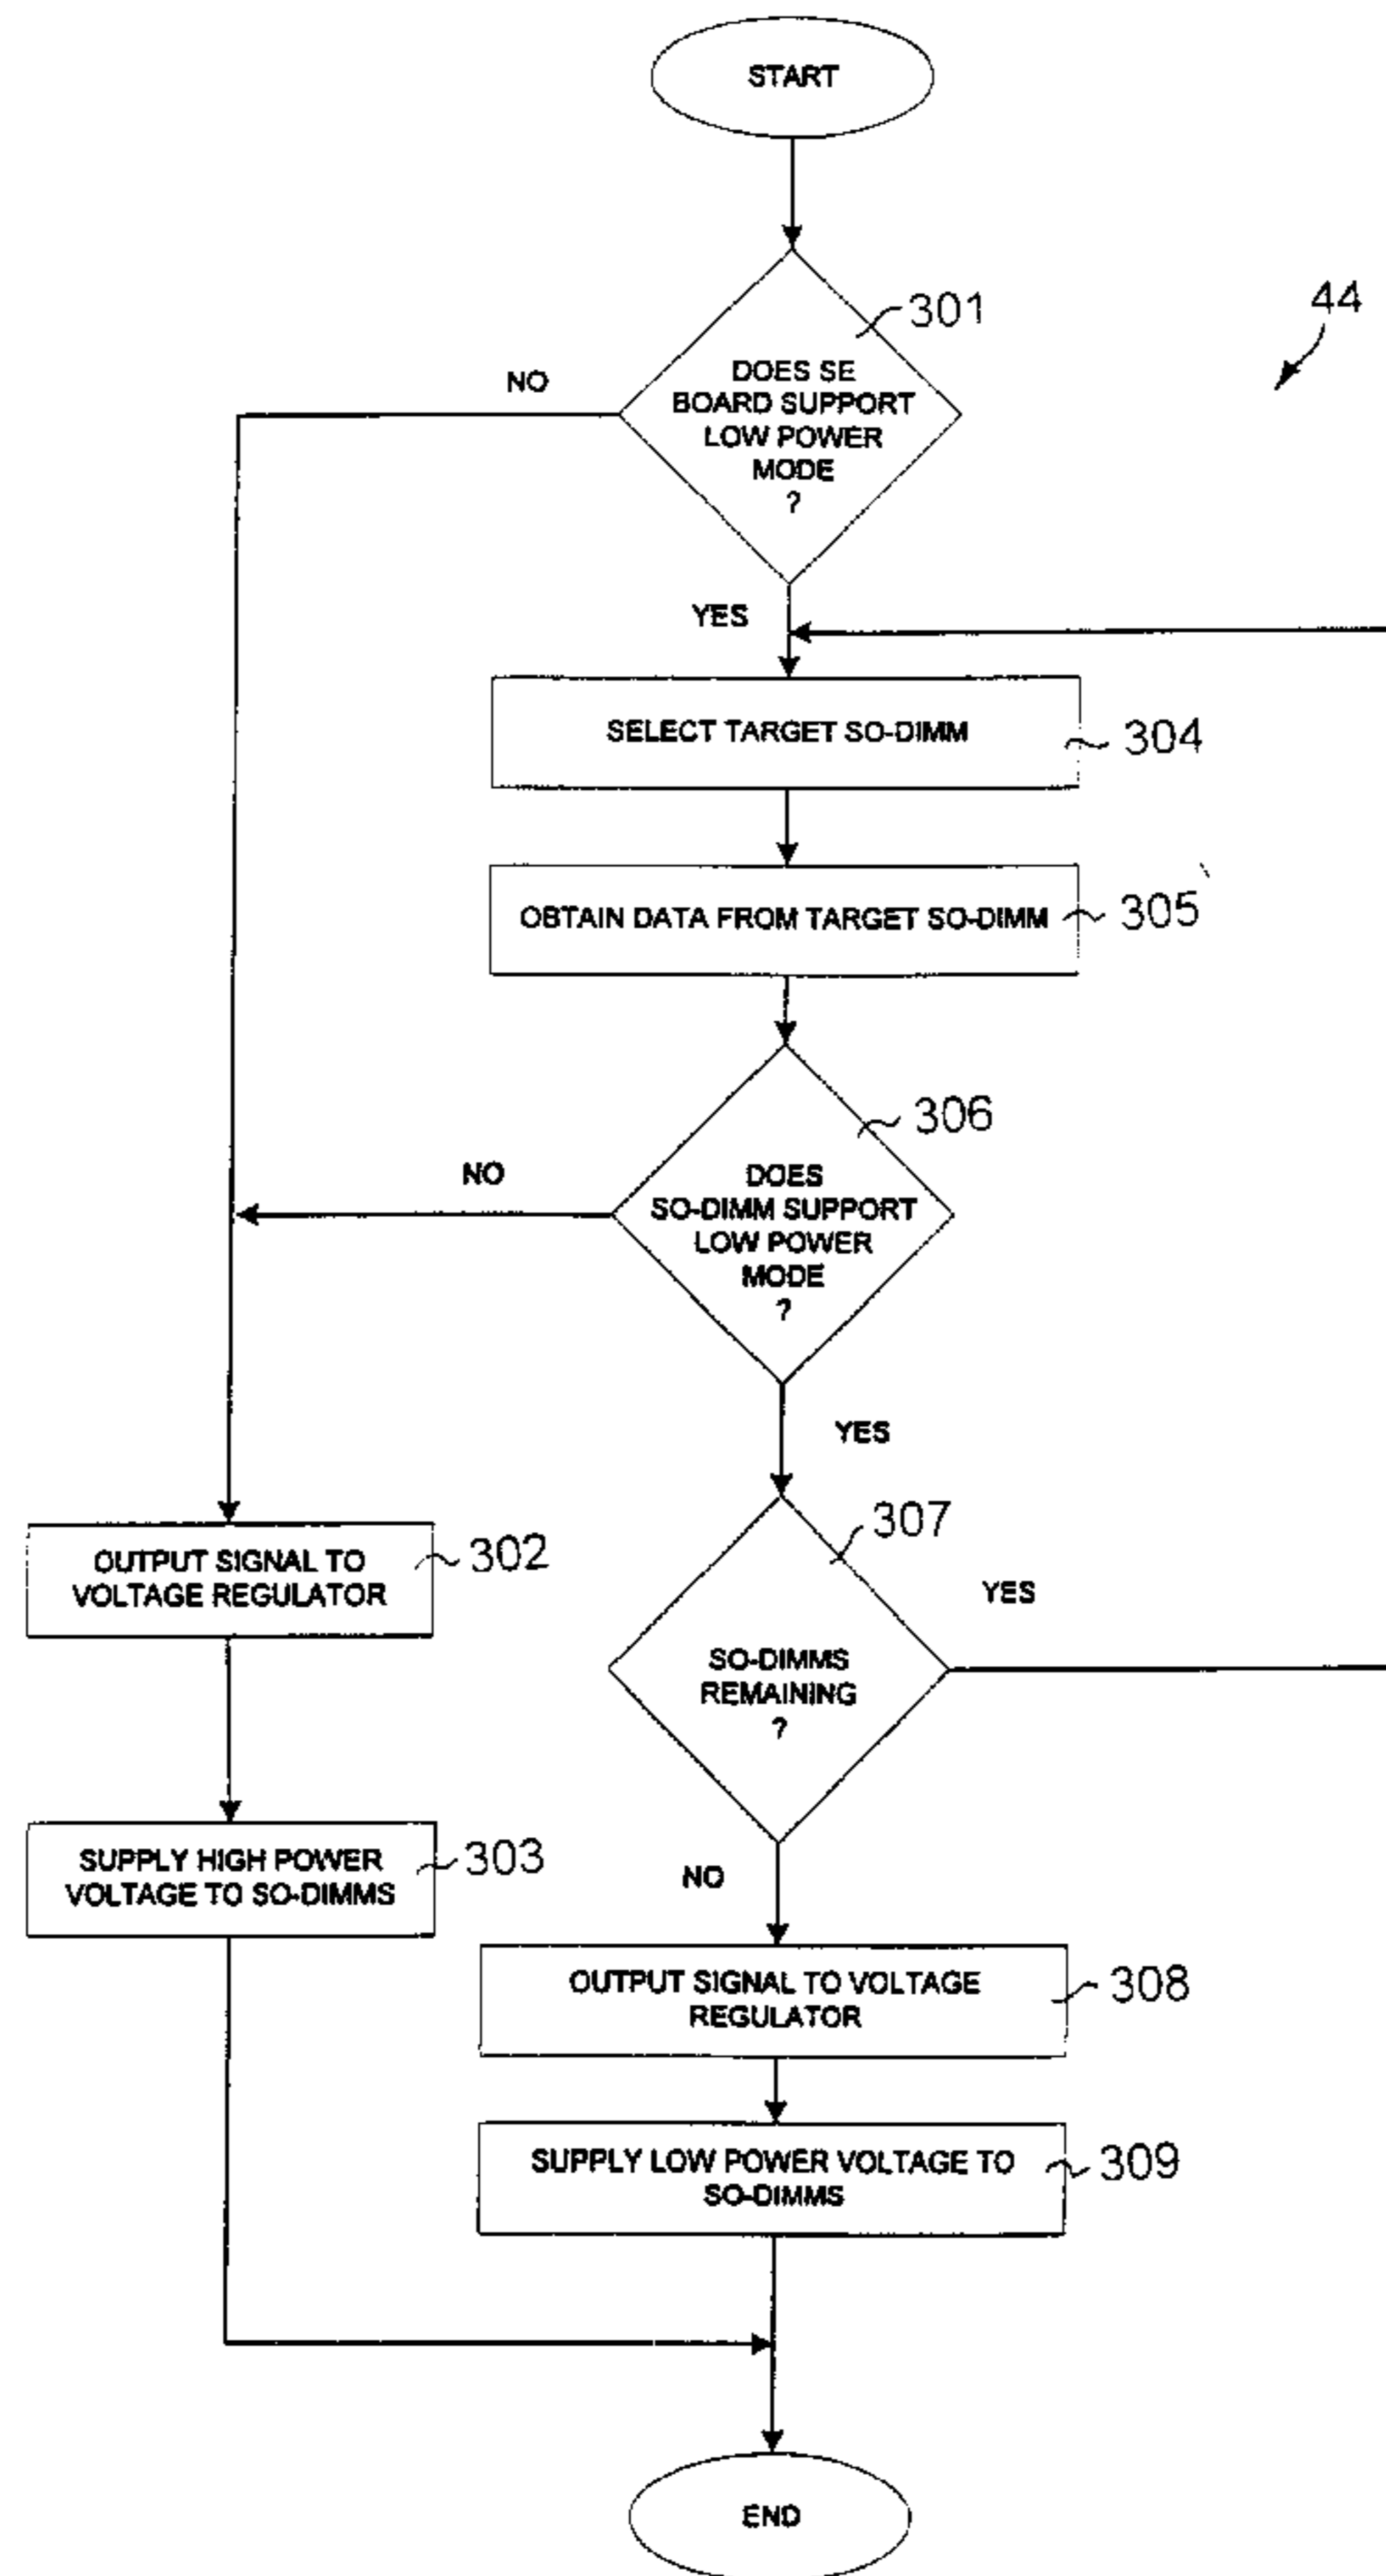 START
301
44
DOES SE
BOARD SUPPORT
LOW POWER
MODE
?
NO
YES
SELECT TARGET SO-DIMM
304
OBTAIN DATA FROM TARGET SO-DIMM
305
306
DOES
SO-DIMM SUPPORT
LOW POWER
MODE
?
NO
YES
307
SO-DIMMS
REMAINING
?
YES
NO
OUTPUT SIGNAL TO
VOLTAGE REGULATOR
302
SUPPLY HIGH POWER
VOLTAGE TO SO-DIMMS
303
OUTPUT SIGNAL TO VOLTAGE
REGULATOR
308
SUPPLY LOW POWER VOLTAGE TO
SO-DIMMS
309
END